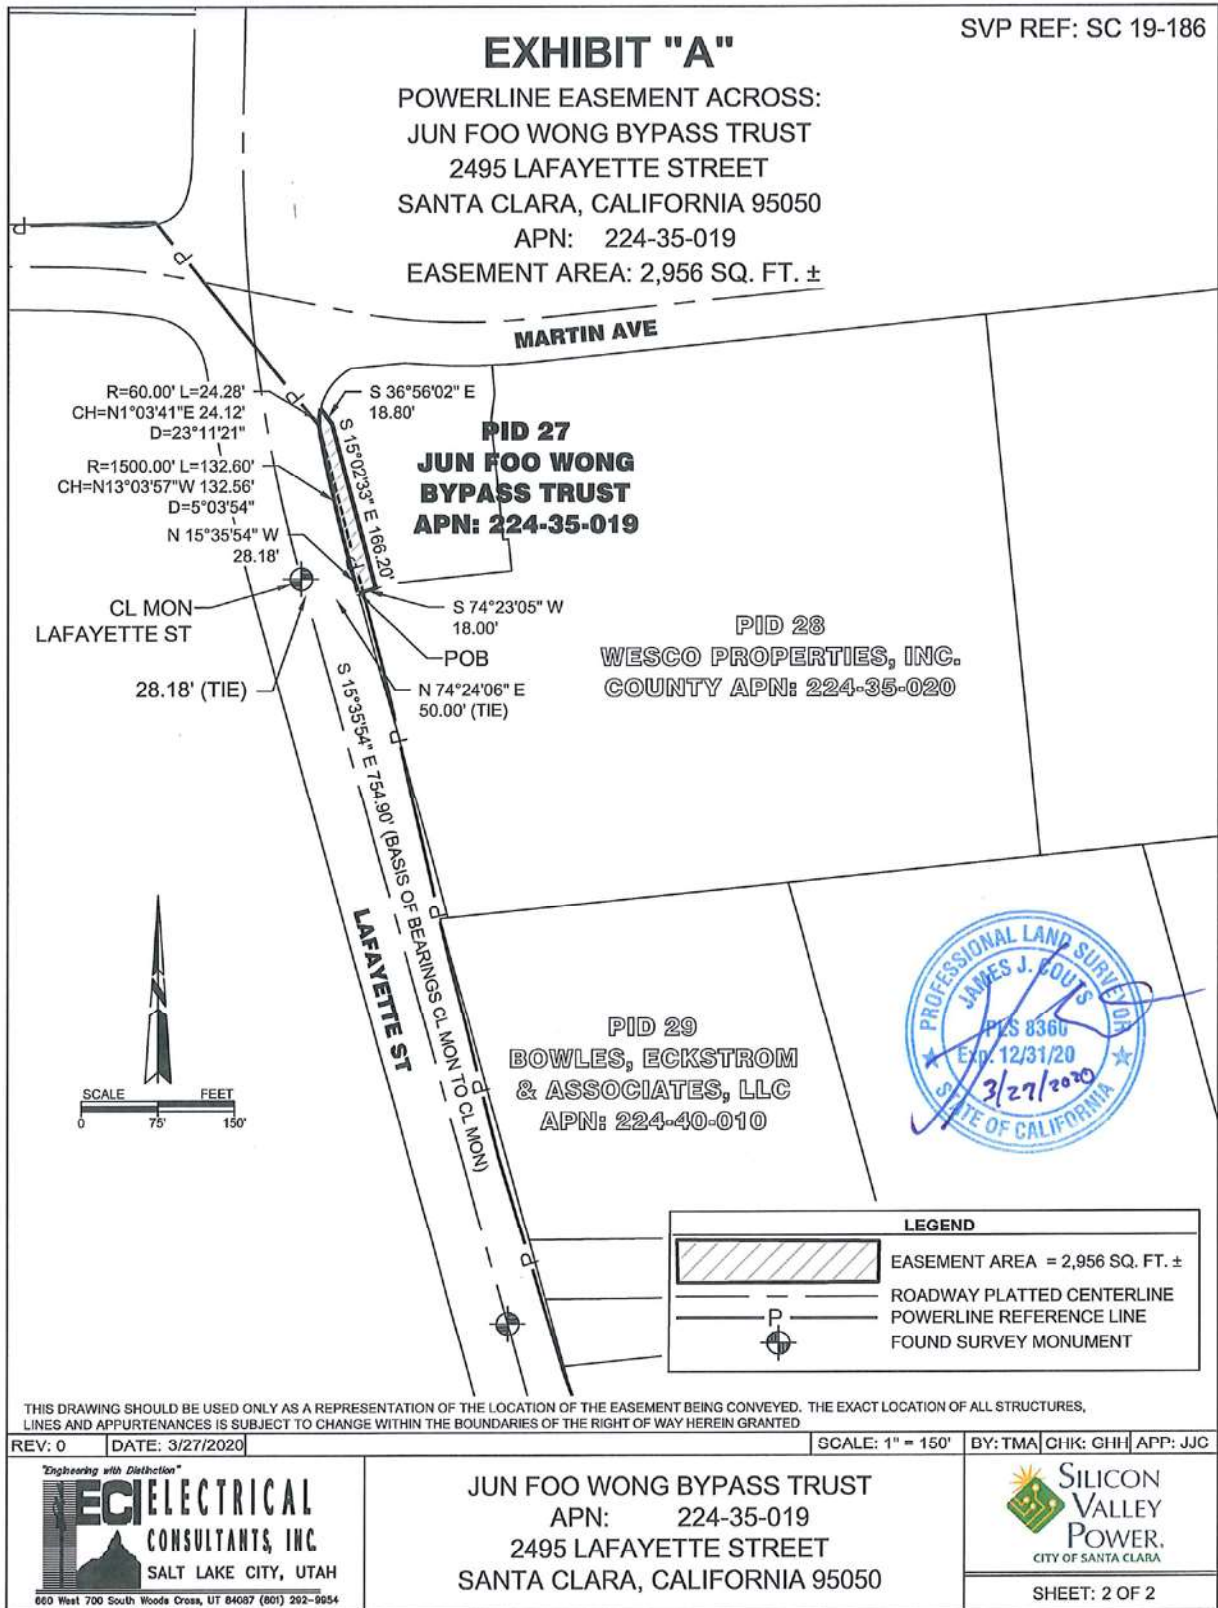 SVP REF: SC 19-186
EXHIBIT "A"
POWERLINE EASEMENT ACROSS:
JUN FOO WONG BYPASS TRUST
2495 LAFAYETTE STREET
SANTA CLARA, CALIFORNIA 95050
APN: 224-35-019
EASEMENT AREA: 2,956 SQ. FT. ±
P
P
MARTIN AVE
P
R=60.00' L=24.28'
CH=N1°03'41"E 24.12'
D=23°11'21"
S 36°56'02" E
18.80'
R=1500.00' L=132.60'
CH=N13°03'57"W 132.56'
D=5°03'54"
S 15°02'33" E 166.20'
PID 27
JUN FOO WONG
BYPASS TRUST
APN: 224-35-019
N 15°35'54" W
28.18'
P
CL MON
LAFAYETTE ST
S 74°23'05" W
18.00'
POB
28.18' (TIE)
N 74°24'06" E
50.00' (TIE)
PID 28
WESCO PROPERTIES, INC.
COUNTY APN: 224-35-020
P
S 15°35'54" E 754.90' (BASIS OF BEARINGS CL MON TO CL MON)
P
LAFAYETTE ST
N
SCALE FEET
0 75' 150'
PID 29
BOWLES, ECKSTROM
& ASSOCIATES, LLC
APN: 224-40-010
P
P
PROFESSIONAL LAND SURVEYOR
JAMES J. COUTS
PLS 8360
Exp. 12/31/20
3/27/2020
STATE OF CALIFORNIA
LEGEND
EASEMENT AREA = 2,956 SQ. FT. ±
ROADWAY PLATTED CENTERLINE
P POWERLINE REFERENCE LINE
FOUND SURVEY MONUMENT
THIS DRAWING SHOULD BE USED ONLY AS A REPRESENTATION OF THE LOCATION OF THE EASEMENT BEING CONVEYED. THE EXACT LOCATION OF ALL STRUCTURES,
LINES AND APPURTENANCES IS SUBJECT TO CHANGE WITHIN THE BOUNDARIES OF THE RIGHT OF WAY HEREIN GRANTED
REV: 0 DATE: 3/27/2020 SCALE: 1" = 150' BY: TMA CHK: GHH APP: JJC
"Engineering with Distinction"
ECI ELECTRICAL
CONSULTANTS, INC.
SALT LAKE CITY, UTAH
660 West 700 South Woods Cross, UT 84087 (801) 292-9954
JUN FOO WONG BYPASS TRUST
APN: 224-35-019
2495 LAFAYETTE STREET
SANTA CLARA, CALIFORNIA 95050
SILICON
VALLEY
POWER.
CITY OF SANTA CLARA
SHEET: 2 OF 2